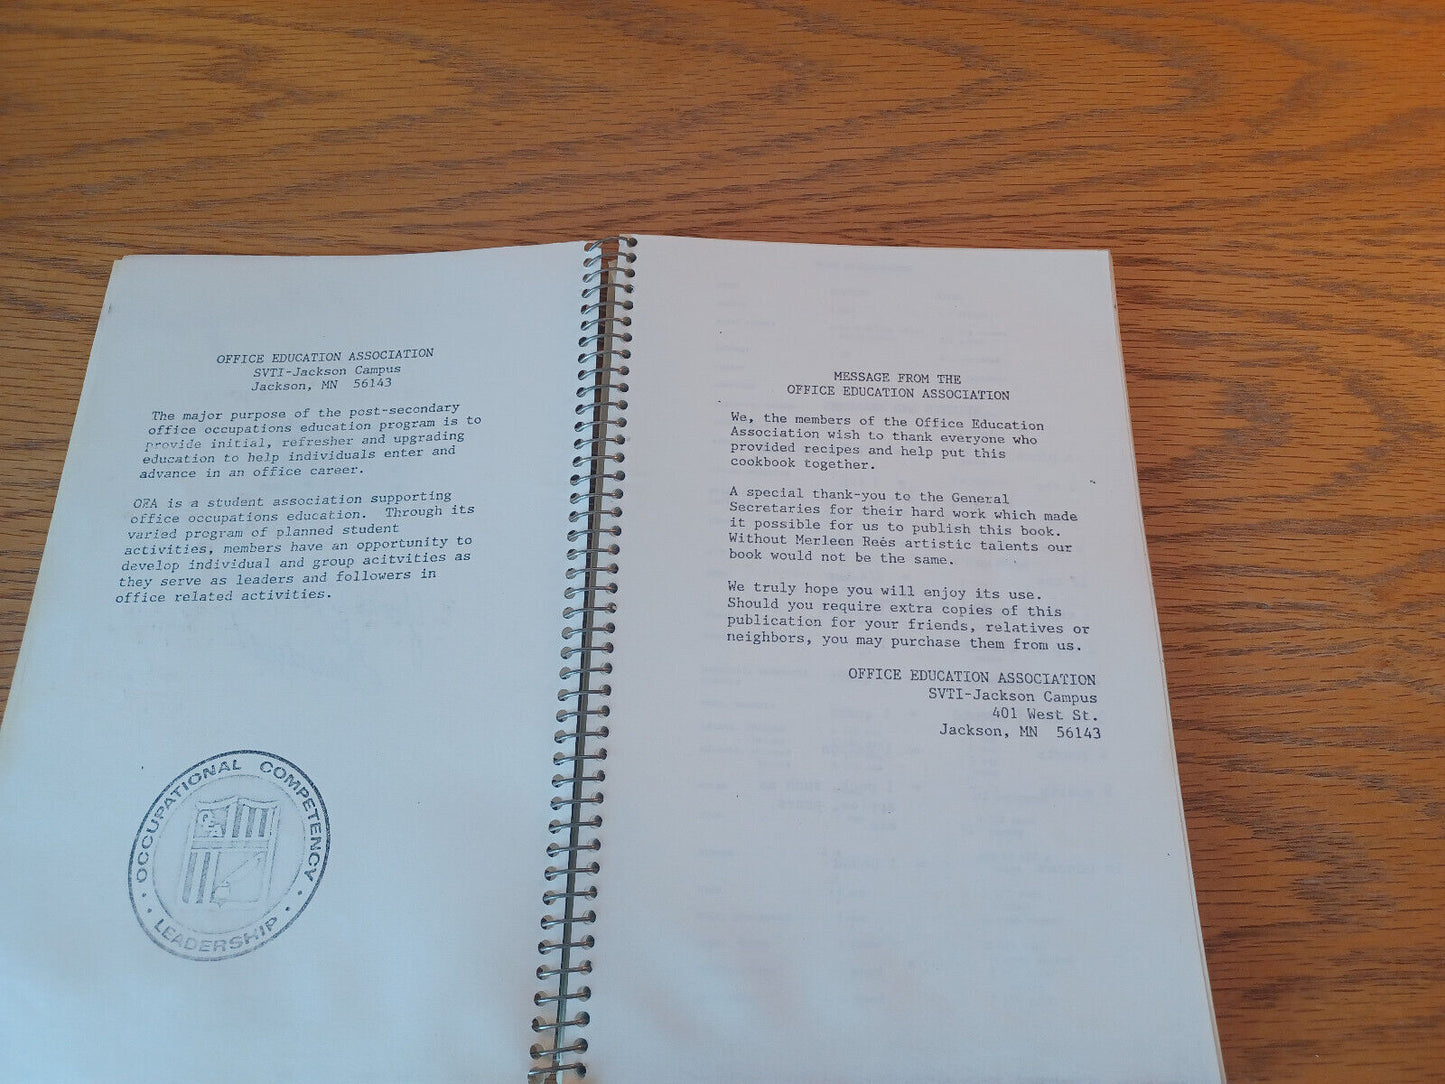 OFFICE EDUCATION ASSOCIATION
SVTI-Jackson Campus
Jackson, MN 56143
The major purpose of the post-secondary
office occupations education program is to
provide initial, refresher and upgrading
education to help individuals enter and
advance in an office career.
OEA is a student association supporting
office occupations education. Through its
varied program of planned student
activities, members have an opportunity to
develop individual and group acitvities as
they serve as leaders and followers in
office related activities.
OCCUPATIONAL COMPETENCY
OEA
LEADERSHIP
MESSAGE FROM THE
OFFICE EDUCATION ASSOCIATION
We, the members of the Office Education
Association wish to thank everyone who
provided recipes and help put this
cookbook together.
A special thank-you to the General
Secretaries for their hard work which made
it possible for us to publish this book.
Without Merleen Reés artistic talents our
book would not be the same.
We truly hope you will enjoy its use.
Should you require extra copies of this
publication for your friends, relatives or
neighbors, you may purchase them from us.
OFFICE EDUCATION ASSOCIATION
SVTI-Jackson Campus
401 West St.
Jackson, MN 56143